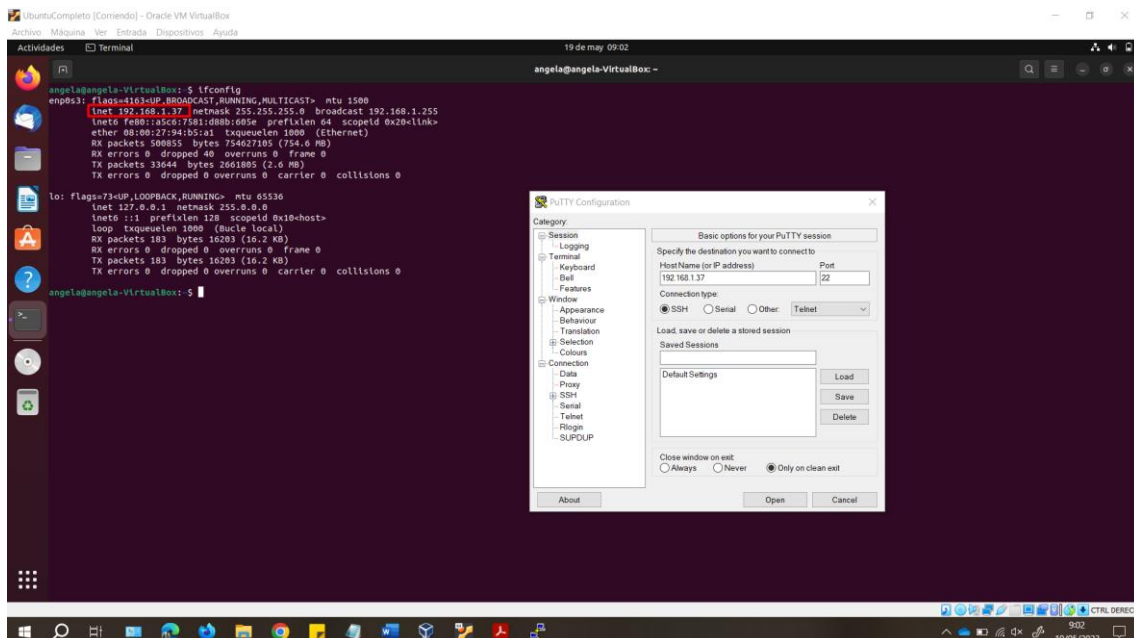 UbuntuCompleto [Corriendo] - Oracle VM VirtualBox
Archivo Máquina Ver Entrada Dispositivos Ayuda
Actividades Terminal 19 de may 09:02
angela@angela-VirtualBox: ~
angela@angela-VirtualBox:~$ ifconfig
enp0s3: flags=4163<UP,BROADCAST,RUNNING,MULTICAST> mtu 1500
inet 192.168.1.37 netmask 255.255.255.0 broadcast 192.168.1.255
inet6 fe80::a5c6:7581:d88b:605e prefixlen 64 scopeid 0x20<link>
ether 08:00:27:94:b5:a1 txqueuelen 1000 (Ethernet)
RX packets 500855 bytes 754627105 (754.6 MB)
RX errors 0 dropped 40 overruns 0 frame 0
TX packets 33644 bytes 2661805 (2.6 MB)
TX errors 0 dropped 0 overruns 0 carrier 0 collisions 0
lo: flags=73<UP,LOOPBACK,RUNNING> mtu 65536
inet 127.0.0.1 netmask 255.0.0.0
inet6 ::1 prefixlen 128 scopeid 0x10<host>
loop txqueuelen 1000 (Bucle local)
RX packets 183 bytes 16203 (16.2 KB)
RX errors 0 dropped 0 overruns 0 frame 0
TX packets 183 bytes 16203 (16.2 KB)
TX errors 0 dropped 0 overruns 0 carrier 0 collisions 0
angela@angela-VirtualBox:~$
PuTTY Configuration
Category:
Session
Logging
Terminal
Keyboard
Bell
Features
Window
Appearance
Behaviour
Translation
Selection
Colours
Connection
Data
Proxy
SSH
Serial
Telnet
Rlogin
SUPDUP
Basic options for your PuTTY session
Specify the destination you want to connect to
Host Name (or IP address) Port
192.168.1.37 22
Connection type:
SSH Serial Other: Telnet
Load, save or delete a stored session
Saved Sessions
Default Settings
Load
Save
Delete
Close window on exit:
Always Never Only on clean exit
About Open Cancel
CTRL DEREC
9:02